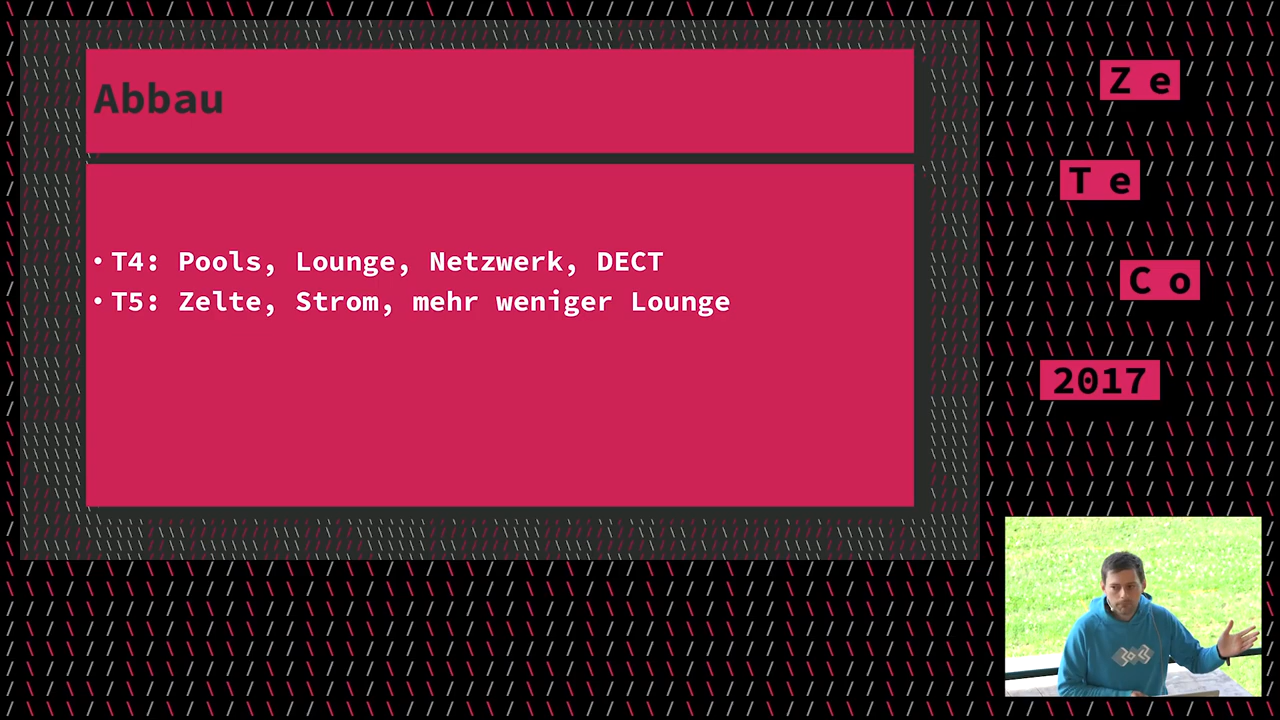 Abbau
• T4: Pools, Lounge, Netzwerk, DECT
• T5: Zelte, Strom, mehr weniger Lounge
Z e
T e
C o
2017